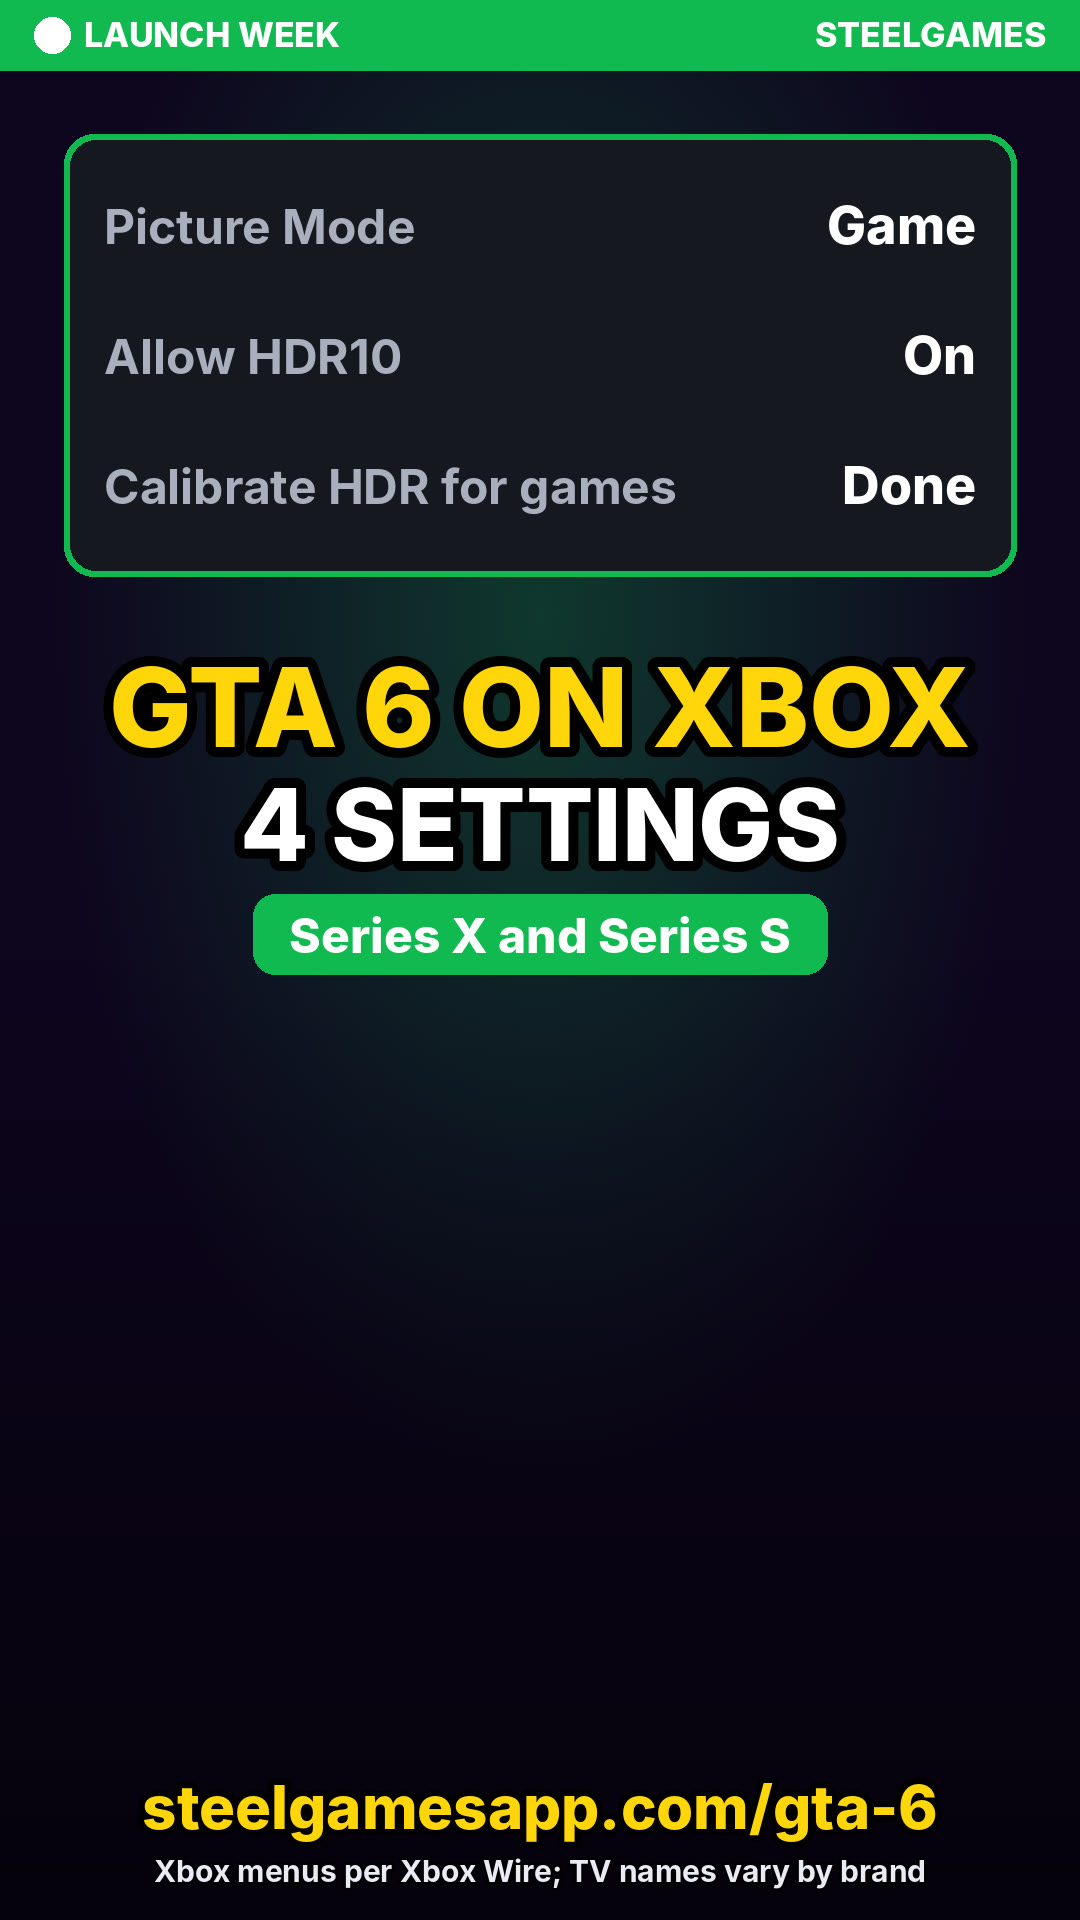 LAUNCH WEEK STEELGAMES
Picture Mode Game
Allow HDR10 On
Calibrate HDR for games Done
GTA 6 ON XBOX
4 SETTINGS
Series X and Series S
steelgamesapp.com/gta-6
Xbox menus per Xbox Wire; TV names vary by brand